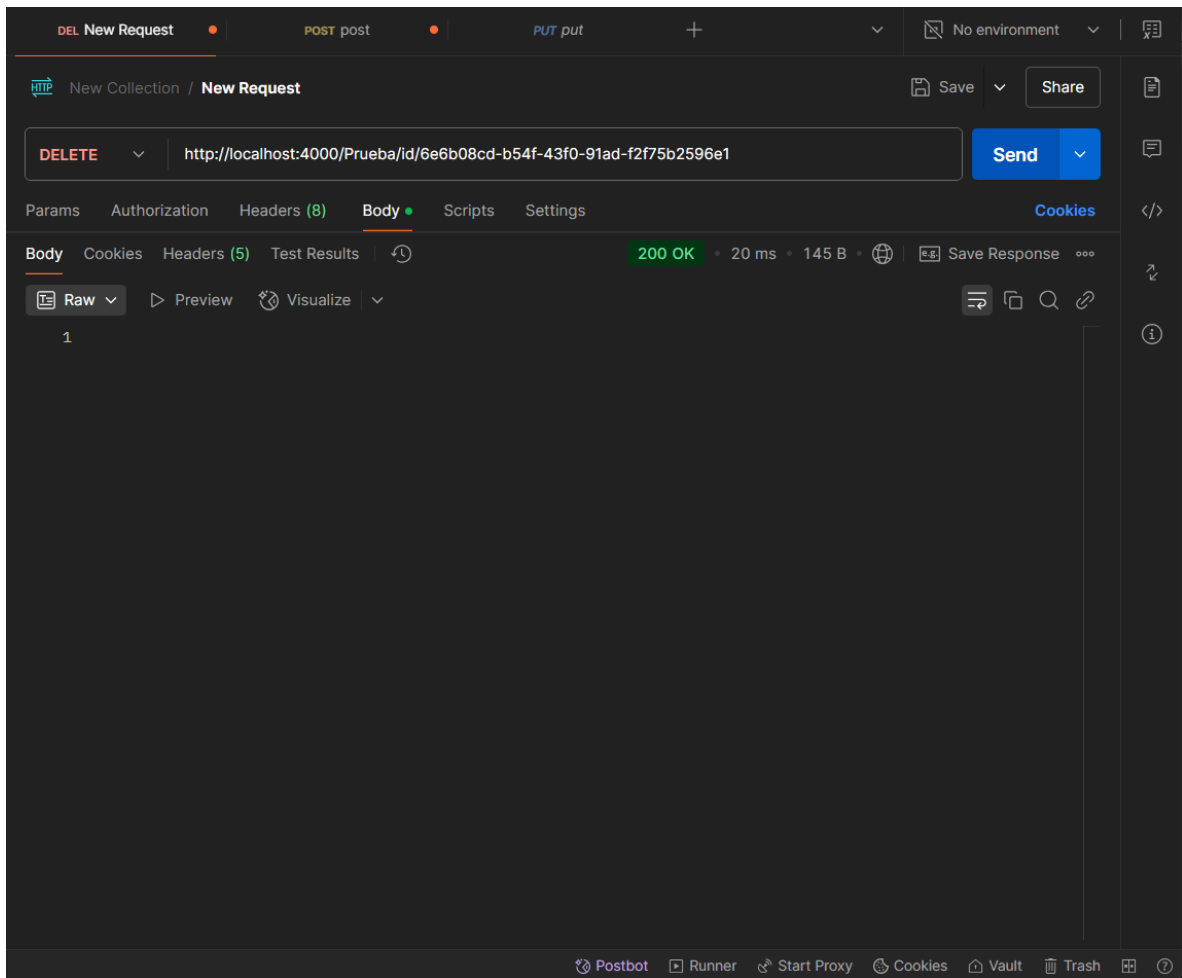 DEL New Request POST post PUT put No environment
HTTP New Collection / New Request Save Share
DELETE http://localhost:4000/Prueba/id/6e6b08cd-b54f-43f0-91ad-f2f75b2596e1 Send
Params Authorization Headers (8) Body Scripts Settings Cookies
Body Cookies Headers (5) Test Results 200 OK 20 ms 145 B e.g. Save Response
Raw Preview Visualize
1
Postbot Runner Start Proxy Cookies Vault Trash